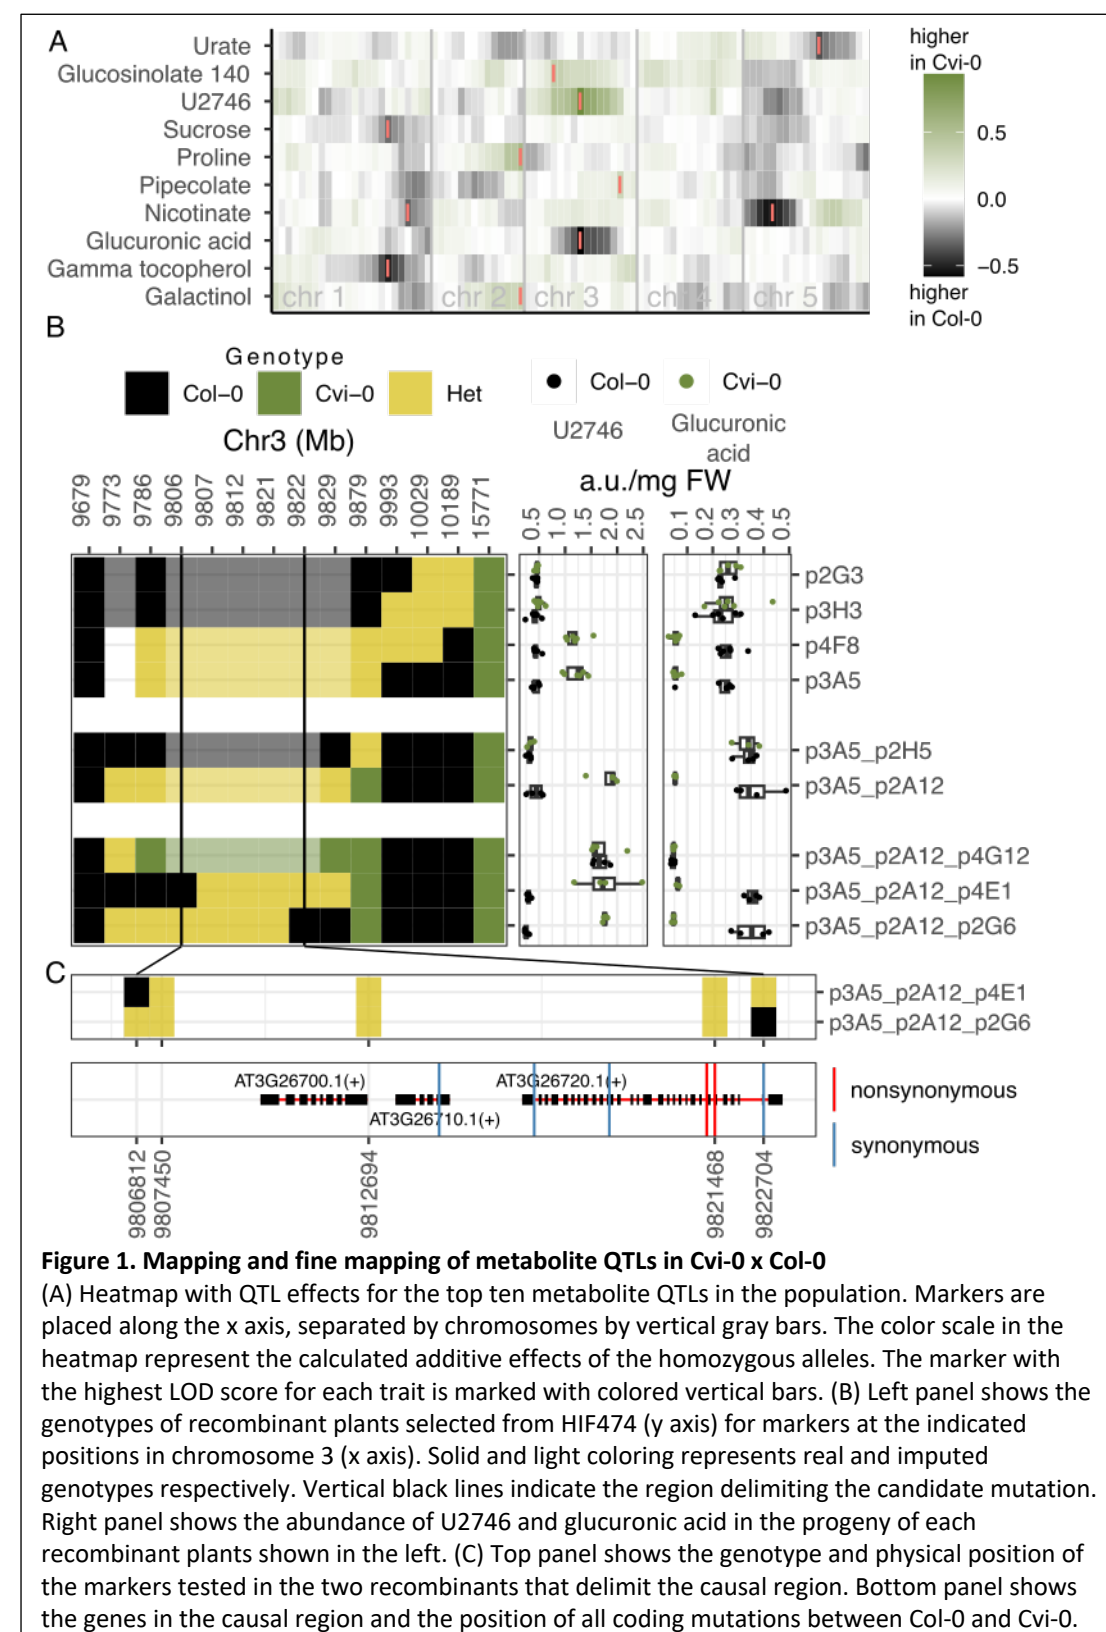 A
Urate
Glucosinolate 140
U2746
Sucrose
Proline
Pipecolate
Nicotinate
Glucuronic acid
Gamma tocopherol
Galactinol
chr 1
chr 2
chr 3
chr 4
chr 5
higher
in Cvi-0
0.5
0.0
−0.5
higher
in Col-0
B
Genotype
Col−0
Cvi−0
Het
Col−0
Cvi−0
Chr3 (Mb)
U2746
Glucuronic
acid
a.u./mg FW
9679
9773
9786
9806
9807
9812
9821
9822
9829
9879
9993
10029
10189
15771
0.5
1.0
1.5
2.0
2.5
0.1
0.2
0.3
0.4
0.5
p2G3
p3H3
p4F8
p3A5
p3A5_p2H5
p3A5_p2A12
p3A5_p2A12_p4G12
p3A5_p2A12_p4E1
p3A5_p2A12_p2G6
C
p3A5_p2A12_p4E1
p3A5_p2A12_p2G6
AT3G26700.1(+)
AT3G26710.1(+)
AT3G26720.1(+)
nonsynonymous
synonymous
9806812
9807450
9812694
9821468
9822704
Figure 1. Mapping and fine mapping of metabolite QTLs in Cvi-0 x Col-0
(A) Heatmap with QTL effects for the top ten metabolite QTLs in the population. Markers are
placed along the x axis, separated by chromosomes by vertical gray bars. The color scale in the
heatmap represent the calculated additive effects of the homozygous alleles. The marker with
the highest LOD score for each trait is marked with colored vertical bars. (B) Left panel shows the
genotypes of recombinant plants selected from HIF474 (y axis) for markers at the indicated
positions in chromosome 3 (x axis). Solid and light coloring represents real and imputed
genotypes respectively. Vertical black lines indicate the region delimiting the candidate mutation.
Right panel shows the abundance of U2746 and glucuronic acid in the progeny of each
recombinant plants shown in the left. (C) Top panel shows the genotype and physical position of
the markers tested in the two recombinants that delimit the causal region. Bottom panel shows
the genes in the causal region and the position of all coding mutations between Col-0 and Cvi-0.